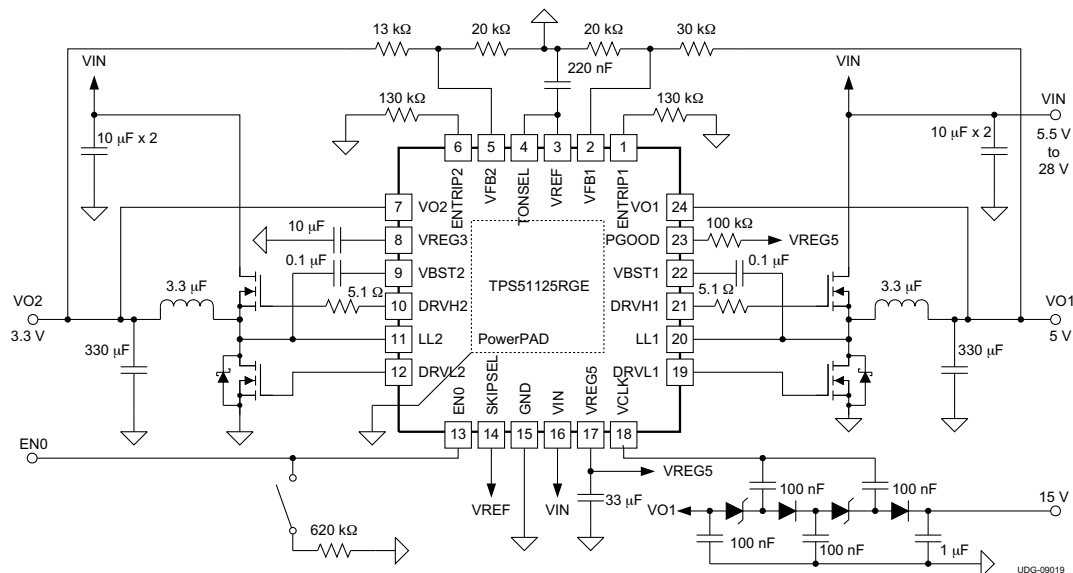 13 kΩ
20 kΩ
20 kΩ
30 kΩ
VIN
220 nF
VIN
130 kΩ
130 kΩ
VIN
10 μF x 2
10 μF x 2
5.5 V
to
28 V
6
5
4
3
2
1
ENTRIP2
VFB2
TONSEL
VREF
VFB1
ENTRIP1
7
VO2
VO1
24
10 μF
8
VREG3
PGOOD
23
100 kΩ
VREG5
0.1 μF
9
VBST2
VBST1
22
0.1 μF
TPS51125RGE
3.3 μF
5.1 Ω
10
DRVH2
DRVH1
21
5.1 Ω
3.3 μF
VO2
3.3 V
VO1
5 V
11
LL2
PowerPAD
LL1
20
330 μF
330 μF
12
DRVL2
DRVL1
19
EN0
SKIPSEL
GND
VIN
VREG5
VCLK
13
14
15
16
17
18
EN0
VREG5
33 μF
VREF
VIN
100 nF
100 nF
15 V
VO1
620 kΩ
100 nF
100 nF
1 μF
UDG-09019